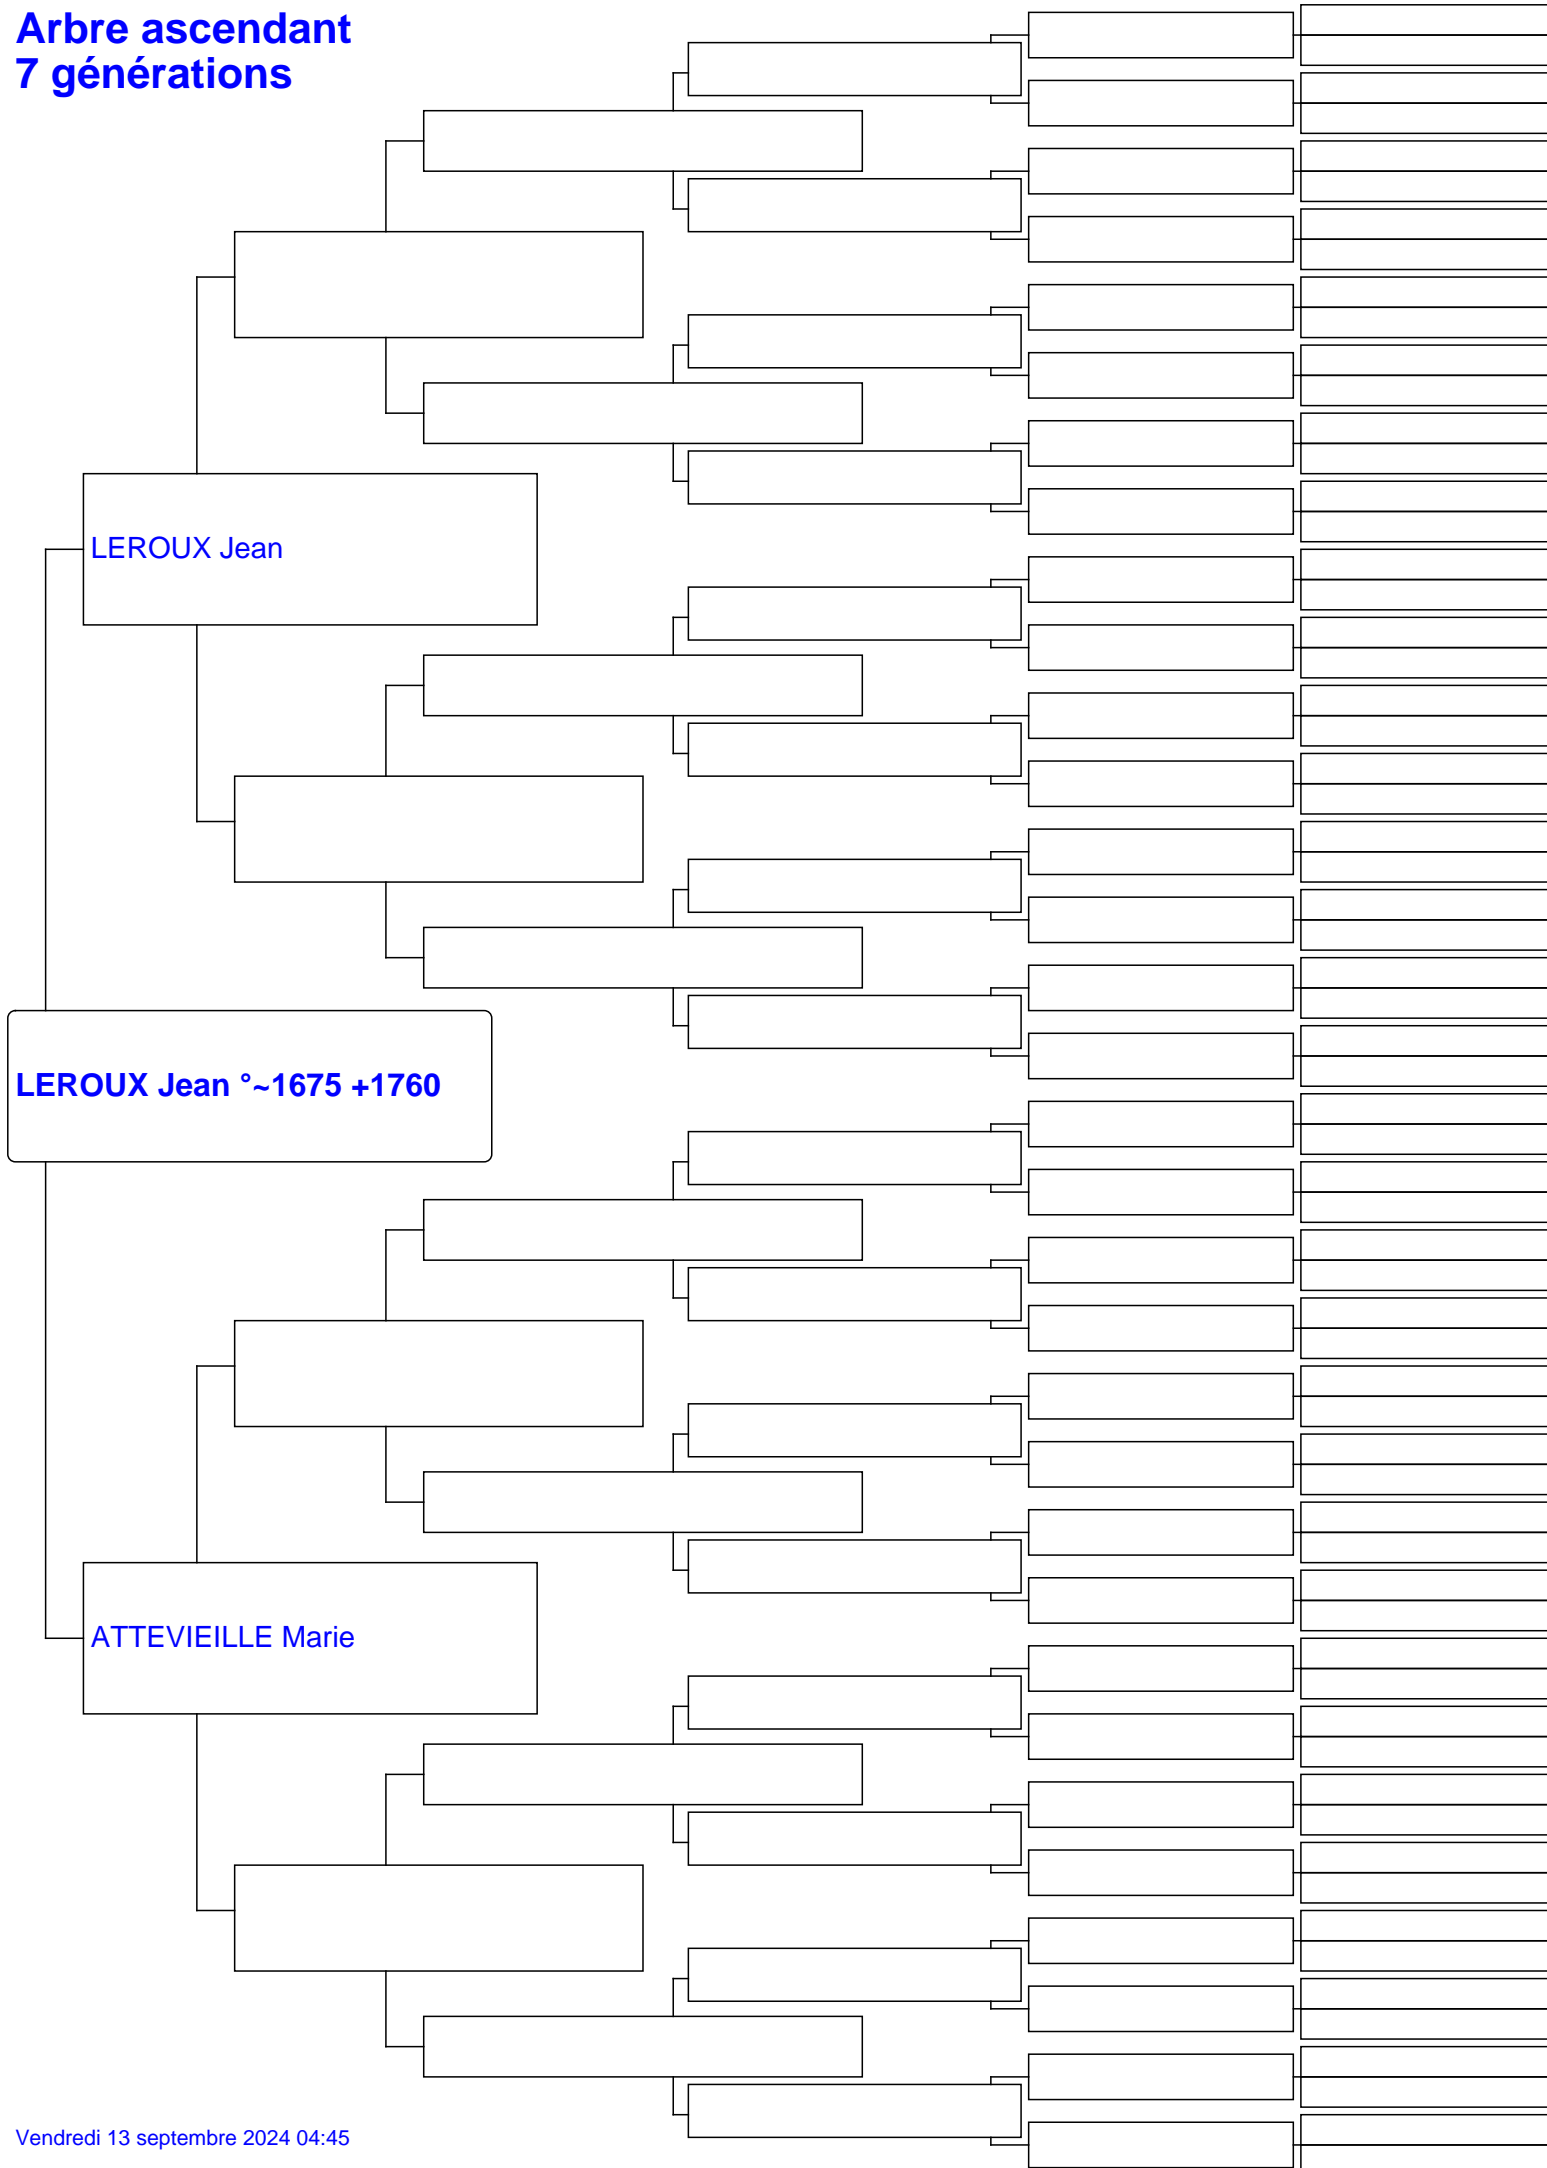 Arbre ascendant
7 générations
LEROUX Jean
LEROUX Jean °~1675 +1760
ATTEVIEILLE Marie
Vendredi 13 septembre 2024 04:45